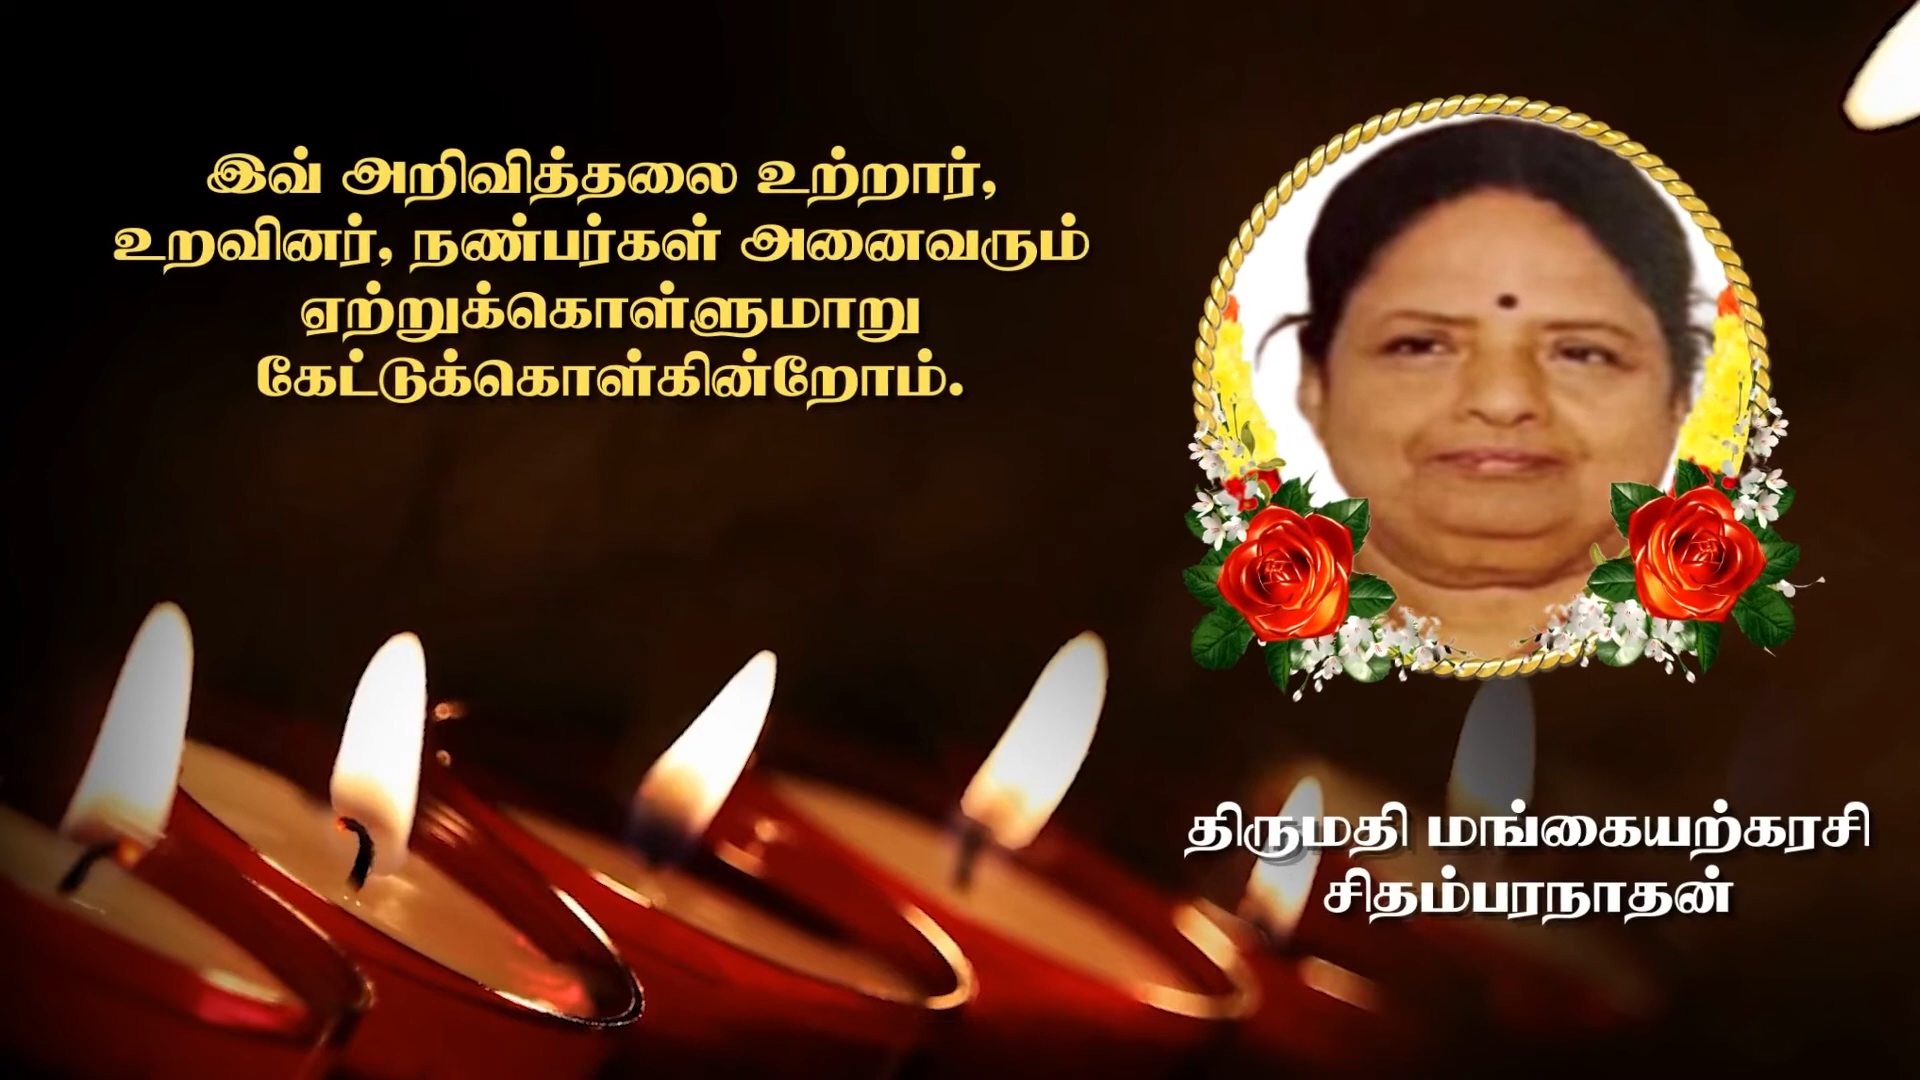 இவ் அறிவித்தலை உற்றார்,
உறவினர், நண்பர்கள் அனைவரும்
ஏற்றுக்கொள்ளுமாறு
கேட்டுக்கொள்கின்றோம்.
திருமதி மங்கையற்கரசி
சிதம்பரநாதன்